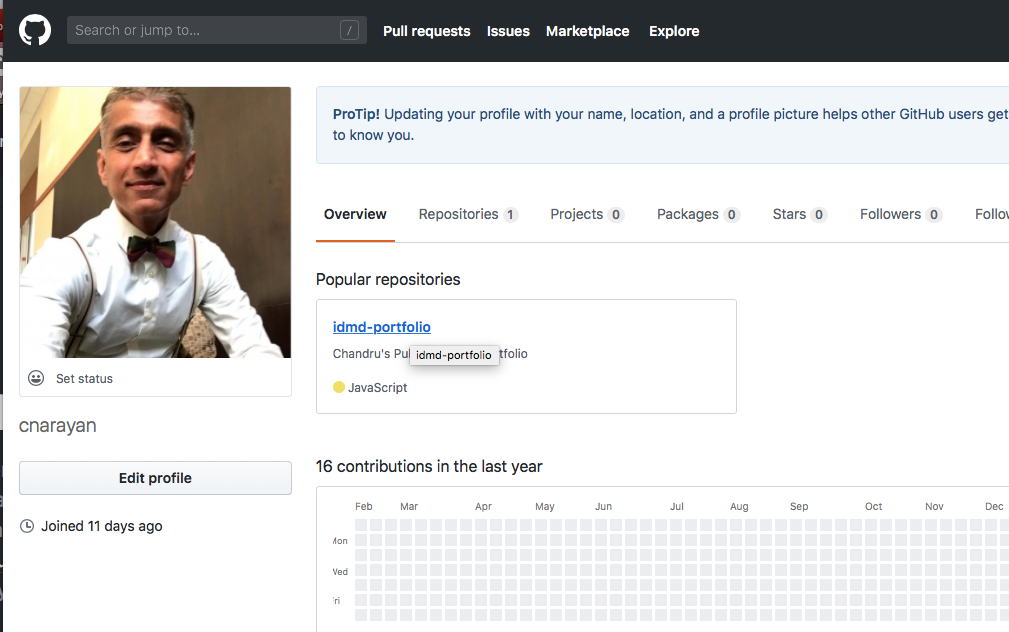 Search or jump to... / Pull requests Issues Marketplace Explore
ProTip! Updating your profile with your name, location, and a profile picture helps other GitHub users get
to know you.
Overview Repositories 1 Projects 0 Packages 0 Stars 0 Followers 0 Follo
Popular repositories
idmd-portfolio
Chandru's Pu tfolio
idmd-portfolio
JavaScript
Set status
cnarayan
Edit profile
Joined 11 days ago
16 contributions in the last year
Feb Mar Apr May Jun Jul Aug Sep Oct Nov Dec
Mon
Wed
Fri